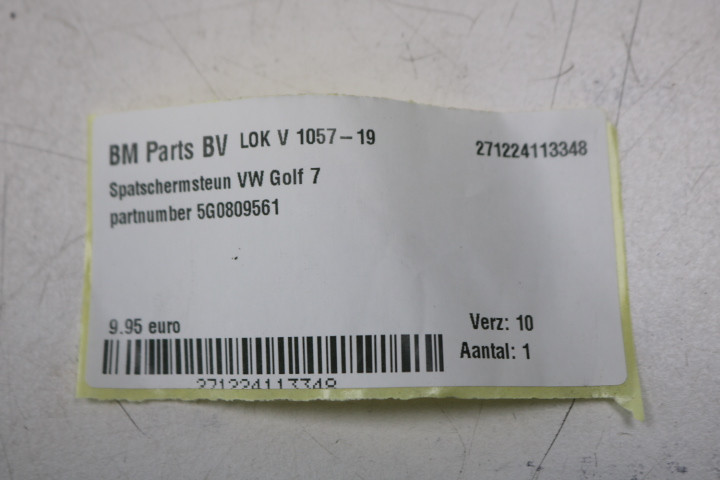 BM Parts BV LOK V 1057-19 271224113348
Spatschermsteun VW Golf 7
partnumber 5G0809561
9.95 euro Verz: 10
Aantal: 1
271224113348